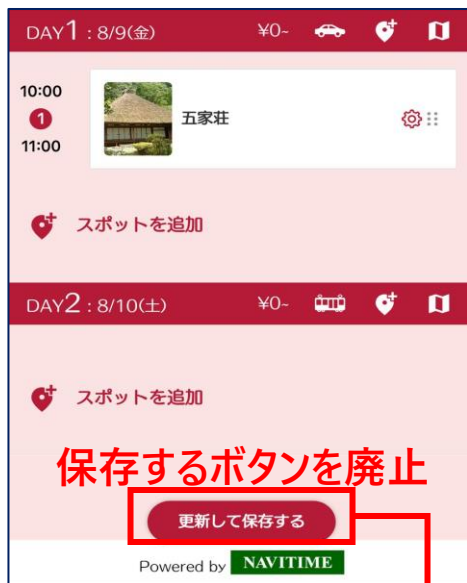 DAY1 : 8/9(金) ¥0~
10:00
1
11:00
五家荘
スポットを追加
DAY2 : 8/10(土) ¥0~
スポットを追加
保存するボタンを廃止
更新して保存する
Powered by NAVITIME